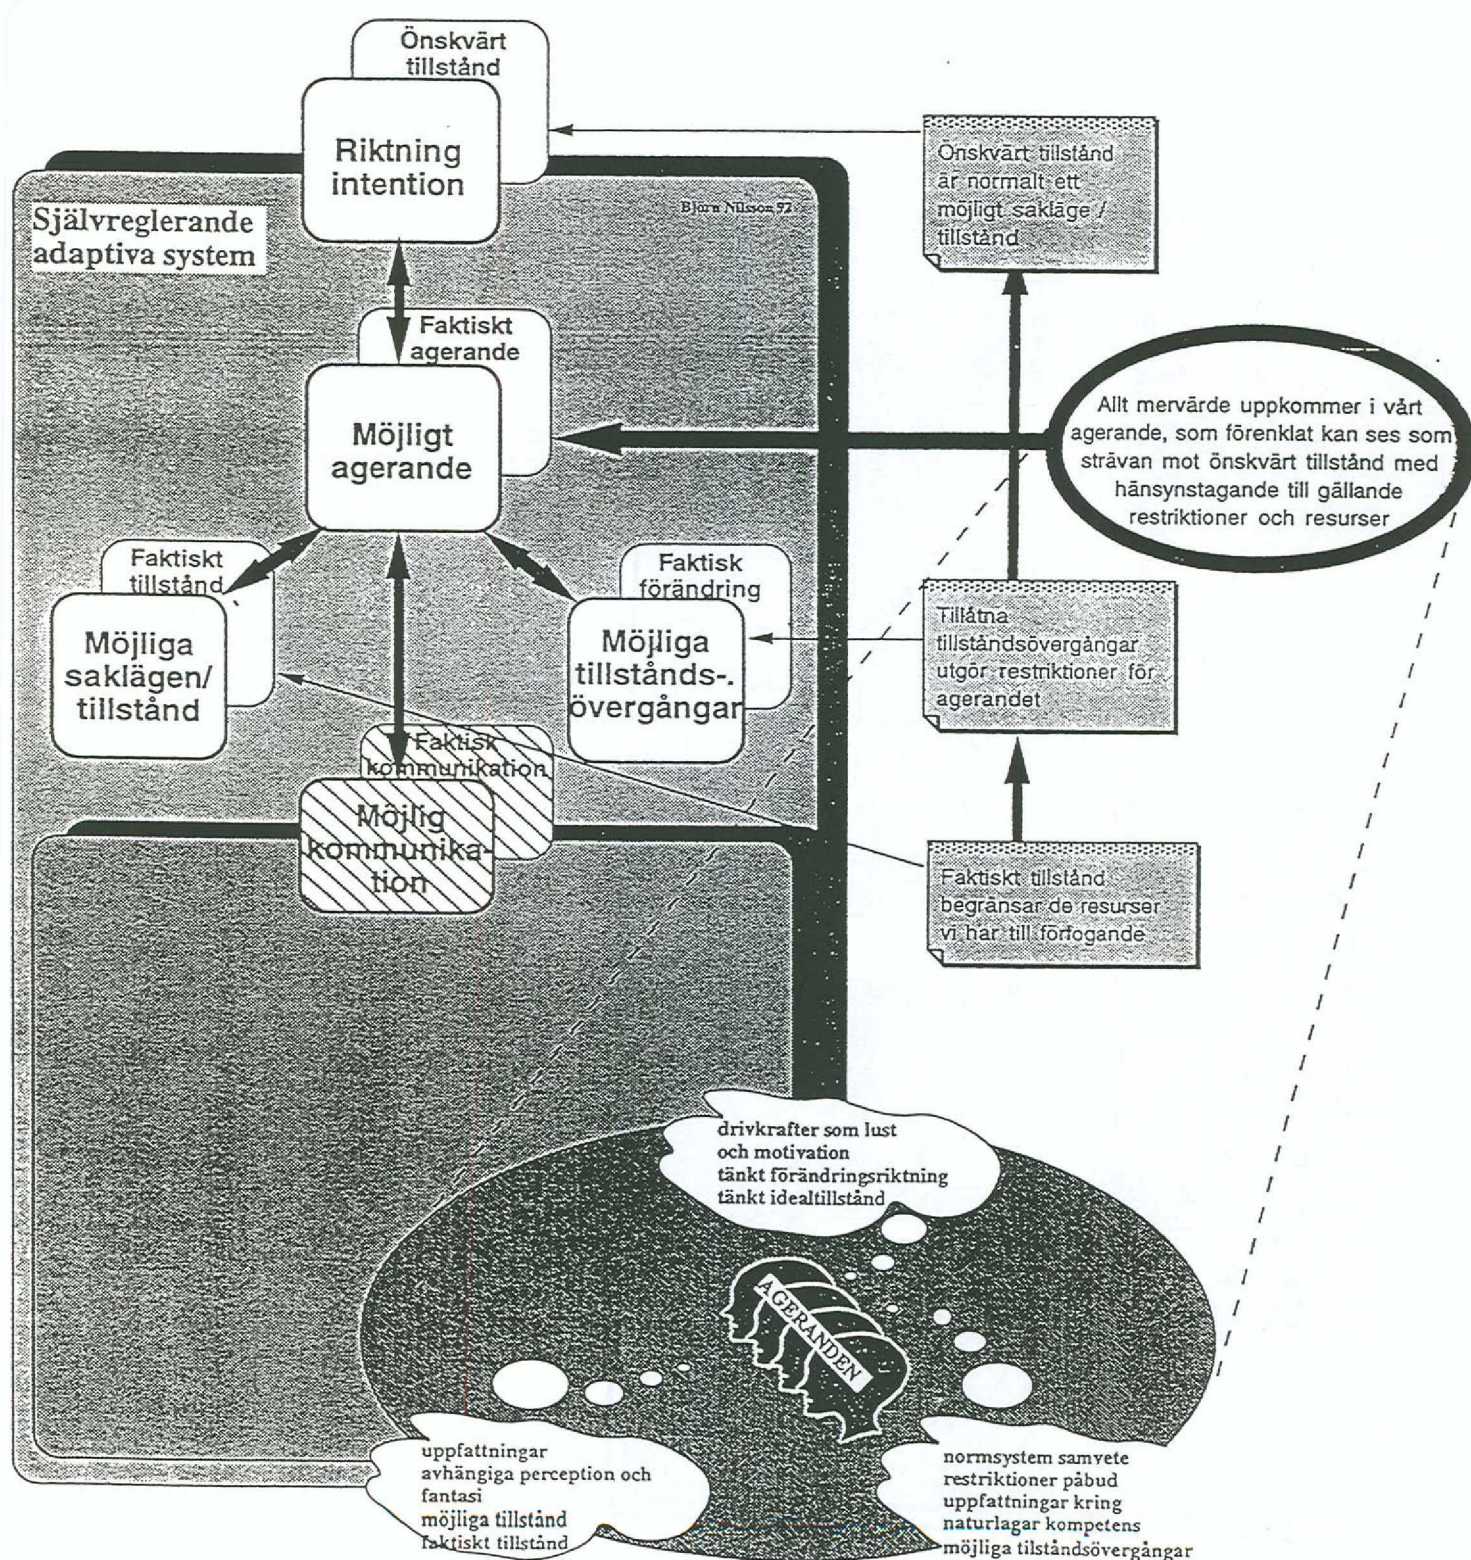 Önskvärt
tillstånd
Riktning
intention
Självreglerande
adaptiva system
Björn Nilsson 92
Önskvärt tillstånd
är normalt ett
möjligt sakläge /
tillstånd
Faktiskt
agerande
Möjligt
agerande
Allt mervärde uppkommer i vårt
agerande, som förenklat kan ses som
strävan mot önskvärt tillstånd med
hänsynstagande till gällande
restriktioner och resurser
Faktiskt
tillstånd
Möjliga
saklägen/
tillstånd
Faktisk
förändring
Möjliga
tillstånds-
övergångar
Tillåtna
tillståndsövergångar
utgör restriktioner för
agerandet
Faktisk
kommunikation
Möjlig
kommunika-
tion
Faktiskt tillstånd
begränsar de resurser
vi har till förfogande
drivkrafter som lust
och motivation
tänkt förändringsriktning
tänkt idealtillstånd
AGERANDEN
uppfattningar
avhängiga perception och
fantasi
möjliga tillstånd
faktiskt tillstånd
normsystem samvete
restriktioner påbud
uppfattningar kring
naturlagar kompetens
möjliga tilståndsövergångar